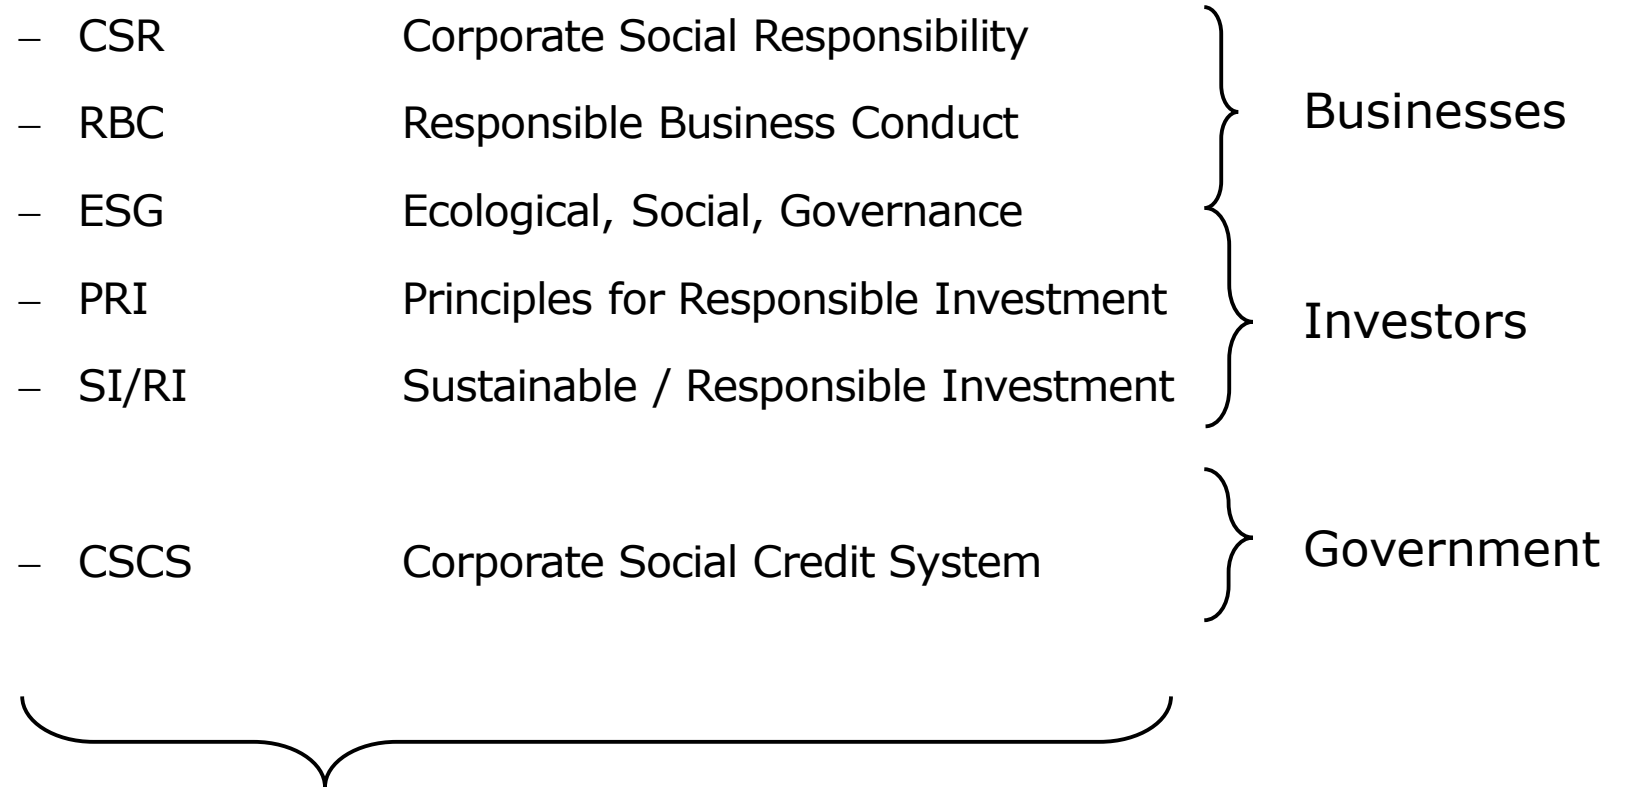 – CSR Corporate Social Responsibility
– RBC Responsible Business Conduct
Businesses
– ESG Ecological, Social, Governance
– PRI Principles for Responsible Investment
Investors
– SI/RI Sustainable / Responsible Investment
– CSCS Corporate Social Credit System
Government